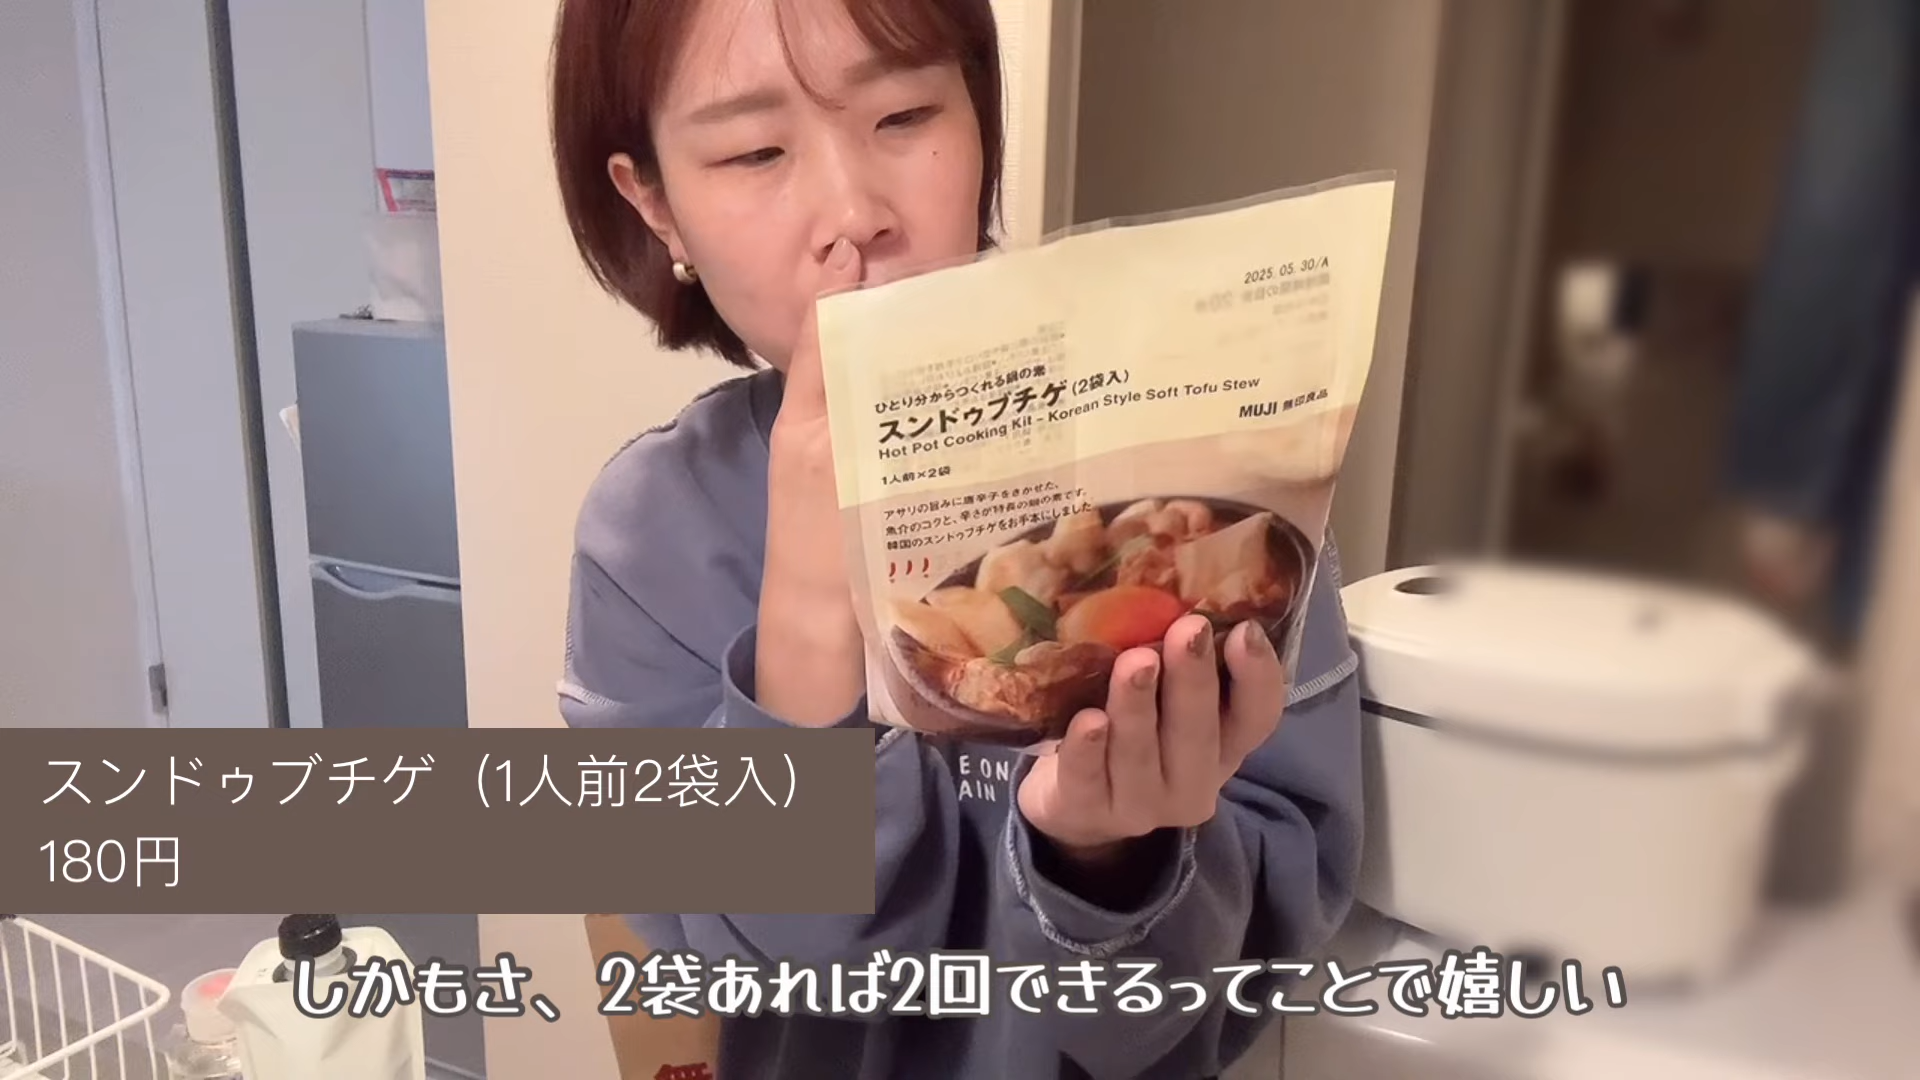 2025.05.30/A
ひとり分からつくれる鍋の素
スンドゥブチゲ(2袋入)
Hot Pot Cooking Kit – Korean Style Soft Tofu Stew
MUJI 無印良品
1人前×2袋
アサリの旨みに唐辛子をきかせた、
魚介のコクと、辛さが特長の鍋の素です。
韓国のスンドゥブチゲをお手本にしました
スンドゥブチゲ（1人前2袋入）
180円
E ON
AIN
しかもさ、2袋あれば2回できるってことで嬉しい
無